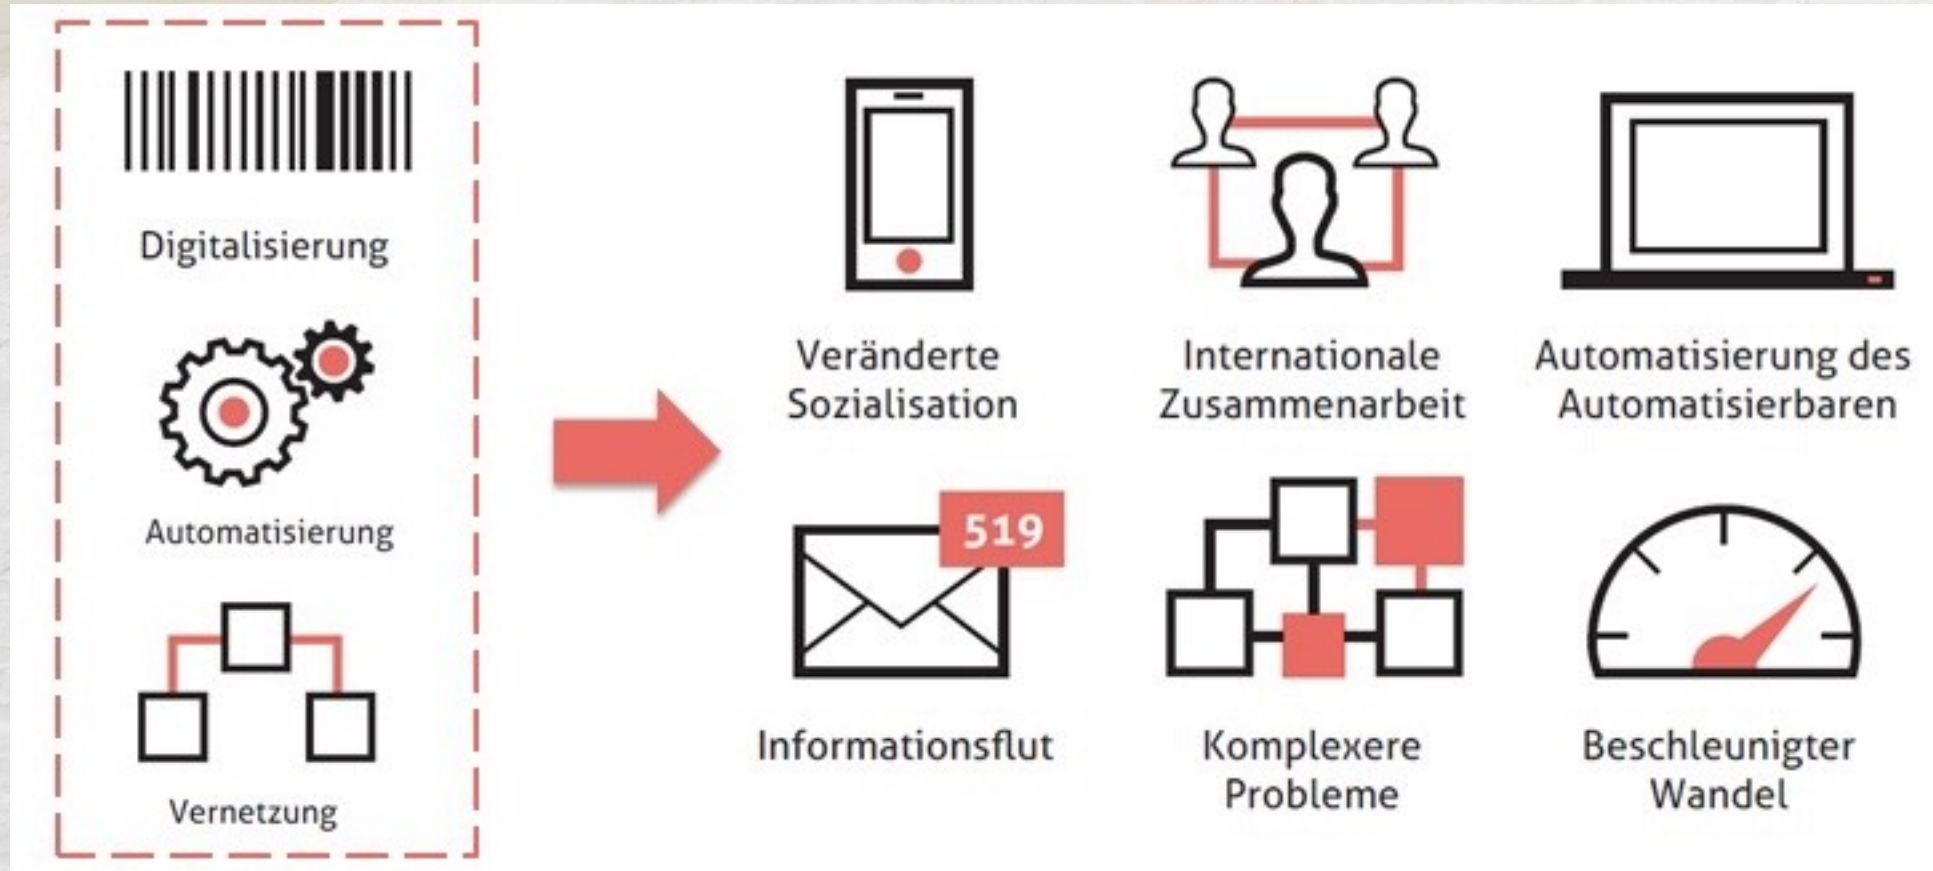 Digitalisierung
Automatisierung
Vernetzung
Veränderte
Sozialisation
Internationale
Zusammenarbeit
Automatisierung des
Automatisierbaren
519
Informationsflut
Komplexere
Probleme
Beschleunigter
Wandel